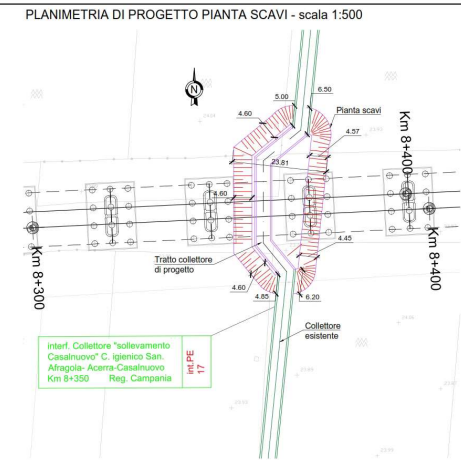 PLANIMETRIA DI PROGETTO PIANTA SCAVI - scala 1:500
5.00
6.50
4.60
Pianta scavi
4.57
N
23.81
4.60
Km 8+400
Km 8+300
Km 8+400
Tratto collettore
di progetto
4.45
4.60
4.85
6.20
Collettore
esistente
interf. Collettore "sollevamento
Casalnuovo" C. igienico San.
Afragola- Acerra-Casalnuovo
Km 8+350 Reg. Campania
int.PE
17